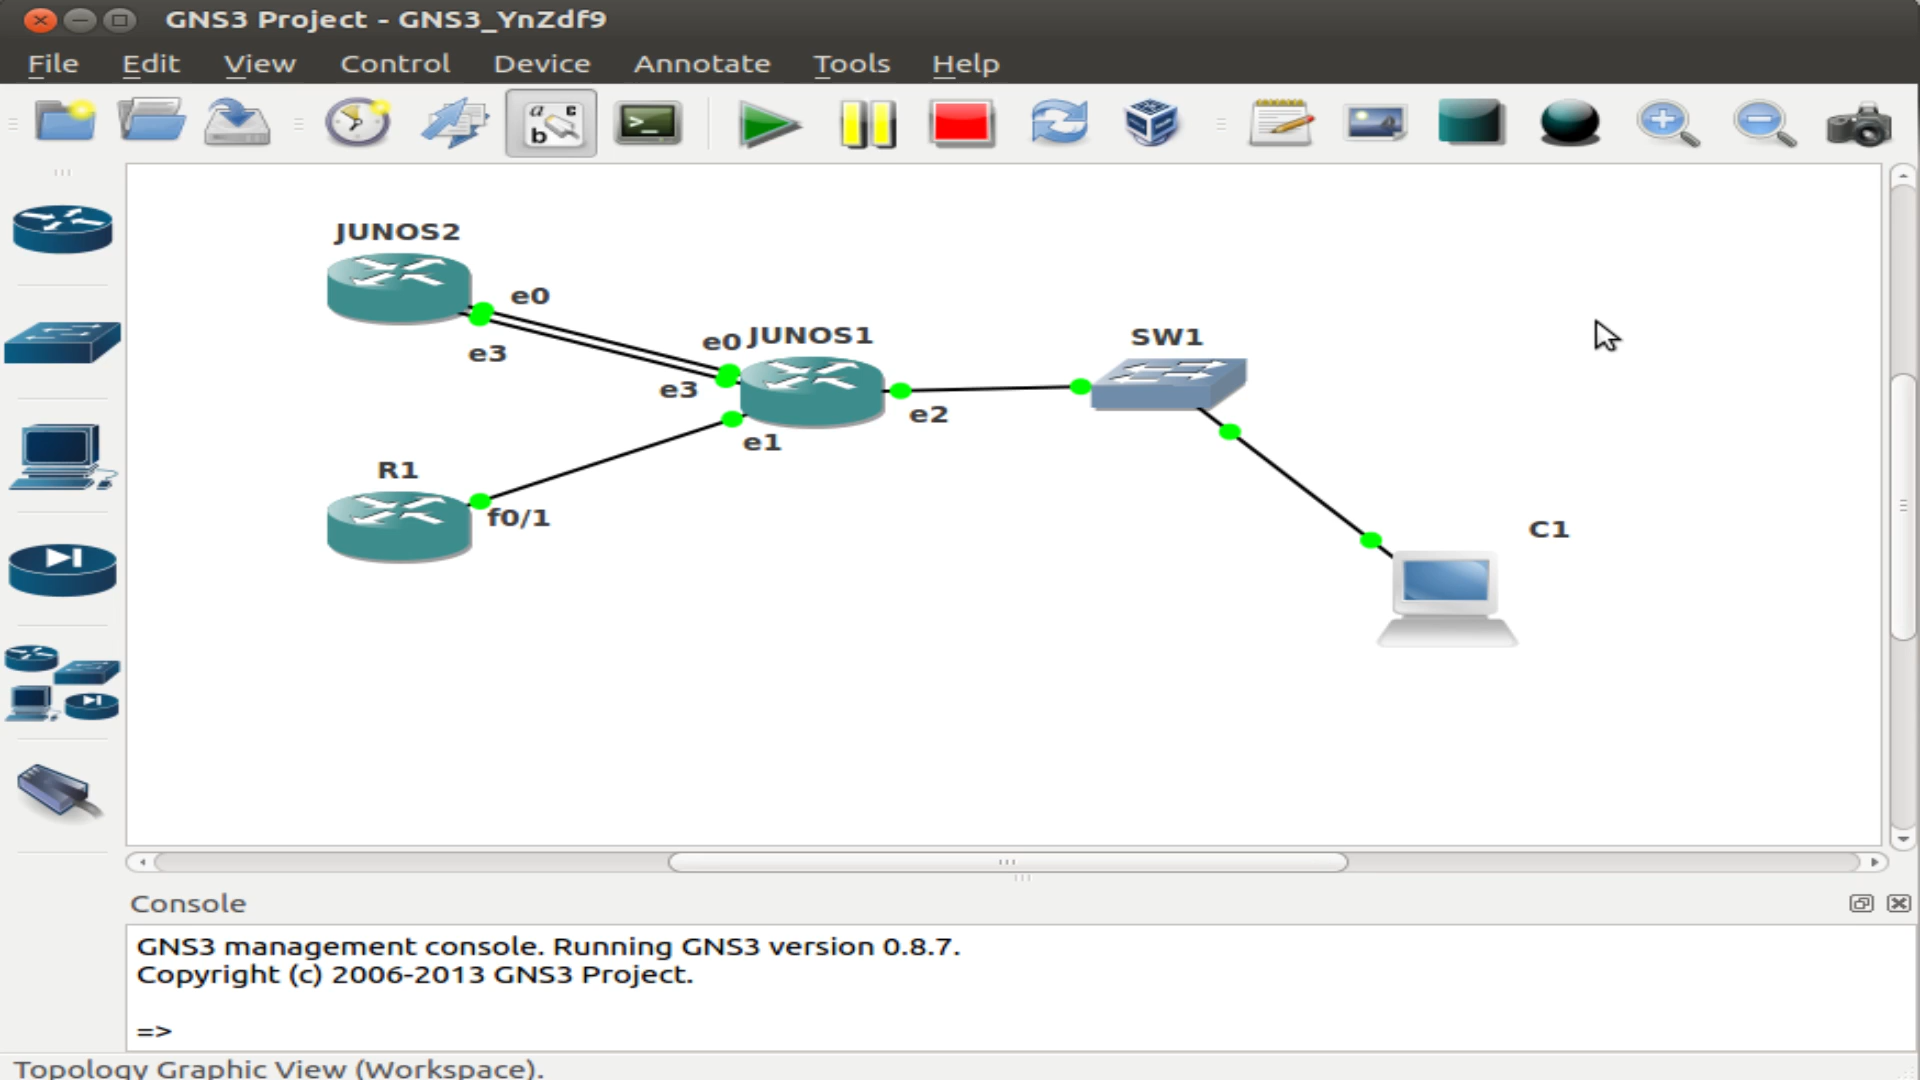 GNS3 Project - GNS3_YnZdf9
File Edit View Control Device Annotate Tools Help
a c
b
>_
JUNOS2
e0
e3
e0 JUNOS1
e3
e1
e2
SW1
R1
f0/1
C1
Console
GNS3 management console. Running GNS3 version 0.8.7.
Copyright (c) 2006-2013 GNS3 Project.
=>
Topology Graphic View (Workspace).